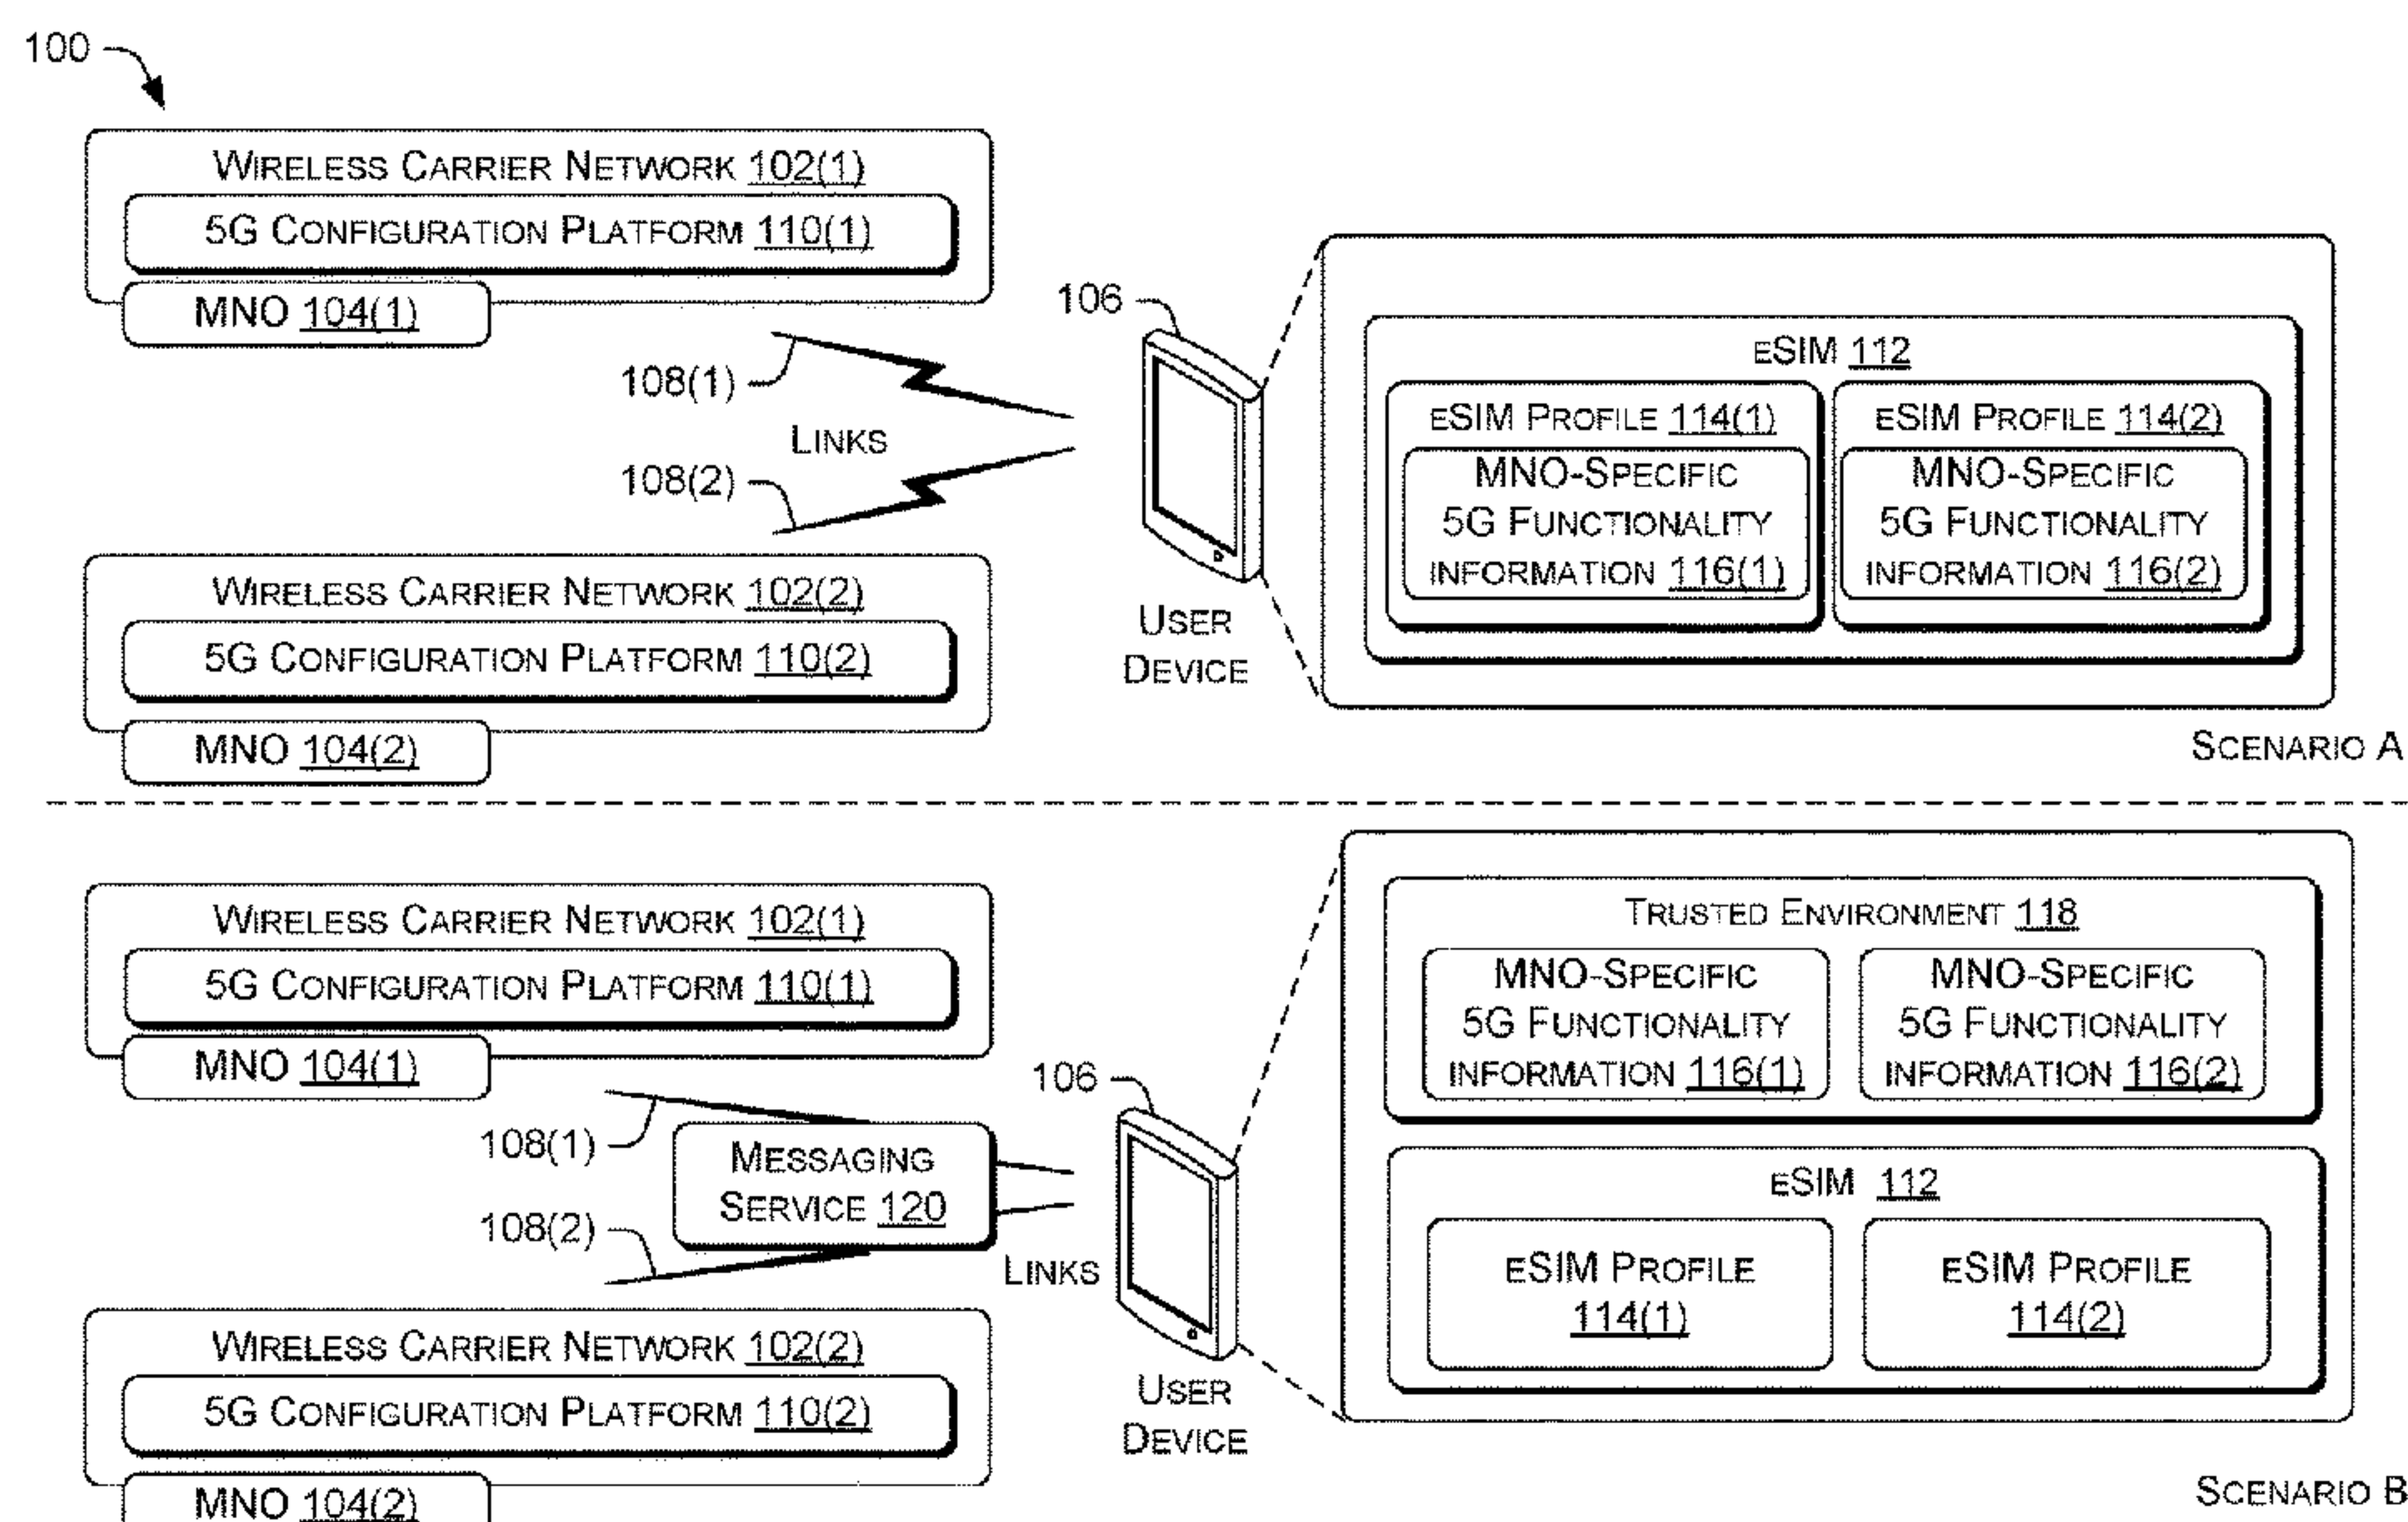 100
WIRELESS CARRIER NETWORK 102(1)
5G CONFIGURATION PLATFORM 110(1)
MNO 104(1)
108(1)
LINKS
108(2)
WIRELESS CARRIER NETWORK 102(2)
5G CONFIGURATION PLATFORM 110(2)
MNO 104(2)
106
USER
DEVICE
eSIM 112
eSIM PROFILE 114(1)
MNO-SPECIFIC
5G FUNCTIONALITY
INFORMATION 116(1)
eSIM PROFILE 114(2)
MNO-SPECIFIC
5G FUNCTIONALITY
INFORMATION 116(2)
SCENARIO A
WIRELESS CARRIER NETWORK 102(1)
5G CONFIGURATION PLATFORM 110(1)
MNO 104(1)
108(1)
MESSAGING
SERVICE 120
108(2)
LINKS
WIRELESS CARRIER NETWORK 102(2)
5G CONFIGURATION PLATFORM 110(2)
MNO 104(2)
106
USER
DEVICE
TRUSTED ENVIRONMENT 118
MNO-SPECIFIC
5G FUNCTIONALITY
INFORMATION 116(1)
MNO-SPECIFIC
5G FUNCTIONALITY
INFORMATION 116(2)
eSIM 112
eSIM PROFILE
114(1)
eSIM PROFILE
114(2)
SCENARIO B